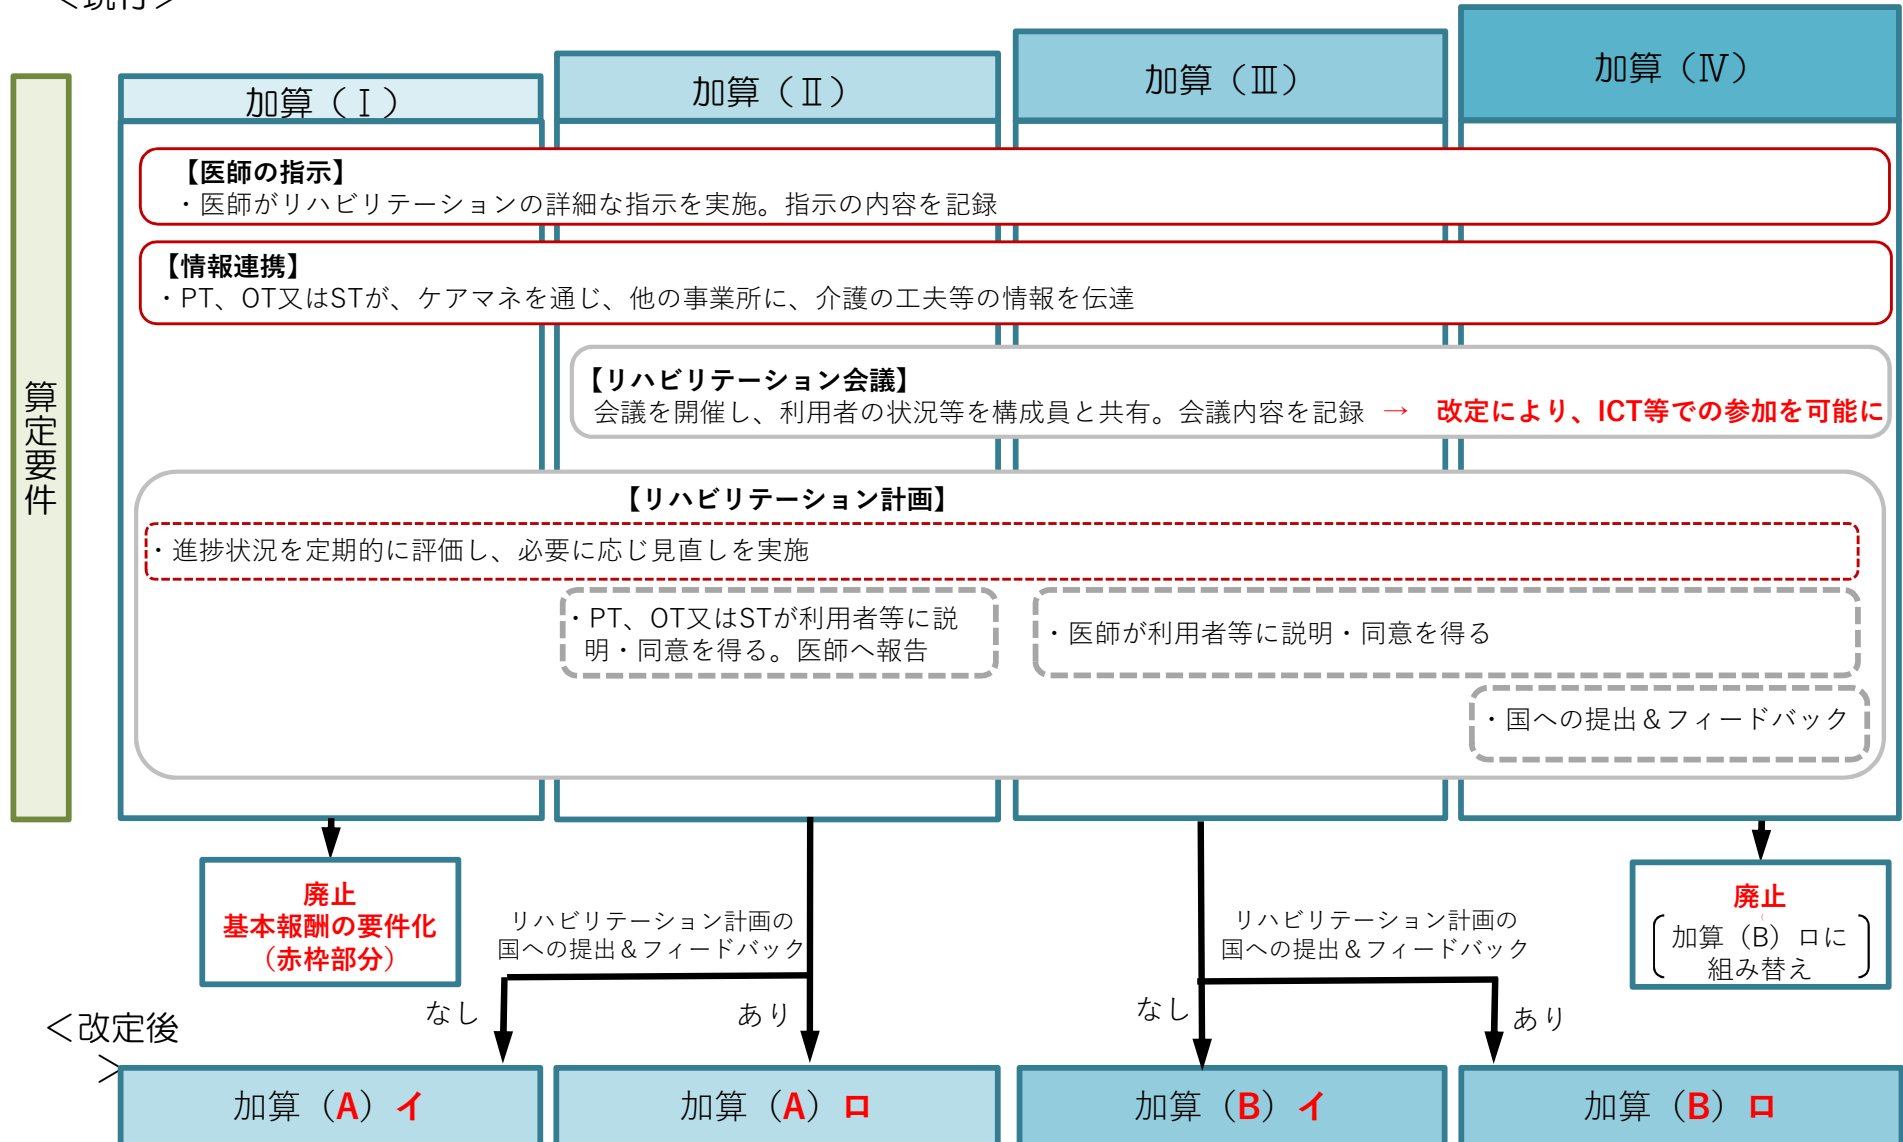 ＜現行＞
加算（Ⅰ）
加算（Ⅱ）
加算（Ⅲ）
加算（Ⅳ）
算定要件
【医師の指示】
・医師がリハビリテーションの詳細な指示を実施。指示の内容を記録
【情報連携】
・PT、OT又はSTが、ケアマネを通じ、他の事業所に、介護の工夫等の情報を伝達
【リハビリテーション会議】
会議を開催し、利用者の状況等を構成員と共有。会議内容を記録 → 改定により、ICT等での参加を可能に
【リハビリテーション計画】
・進捗状況を定期的に評価し、必要に応じ見直しを実施
・PT、OT又はSTが利用者等に説
明・同意を得る。医師へ報告
・医師が利用者等に説明・同意を得る
・国への提出＆フィードバック
廃止
基本報酬の要件化
（赤枠部分）
リハビリテーション計画の
国への提出＆フィードバック
なし
あり
リハビリテーション計画の
国への提出＆フィードバック
なし
あり
廃止
加算（B）ロに
組み替え
＜改定後
＞
加算（A）イ
加算（A）ロ
加算（B）イ
加算（B）ロ